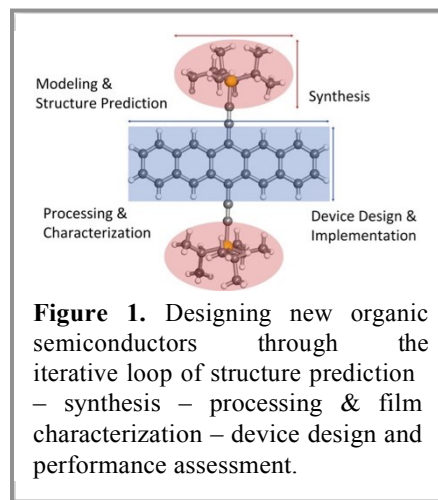 Modeling &
Structure Prediction
Synthesis
Processing &
Characterization
Device Design &
Implementation
Figure 1. Designing new organic
semiconductors through the
iterative loop of structure prediction
– synthesis – processing & film
characterization – device design and
performance assessment.